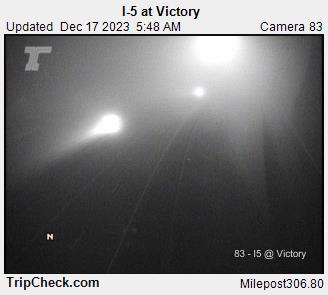 I-5 at Victory
Updated Dec 17 2023 5:48 AM Camera 83
N
83 - I5 @ Victory
TripCheck.com Milepost306.80